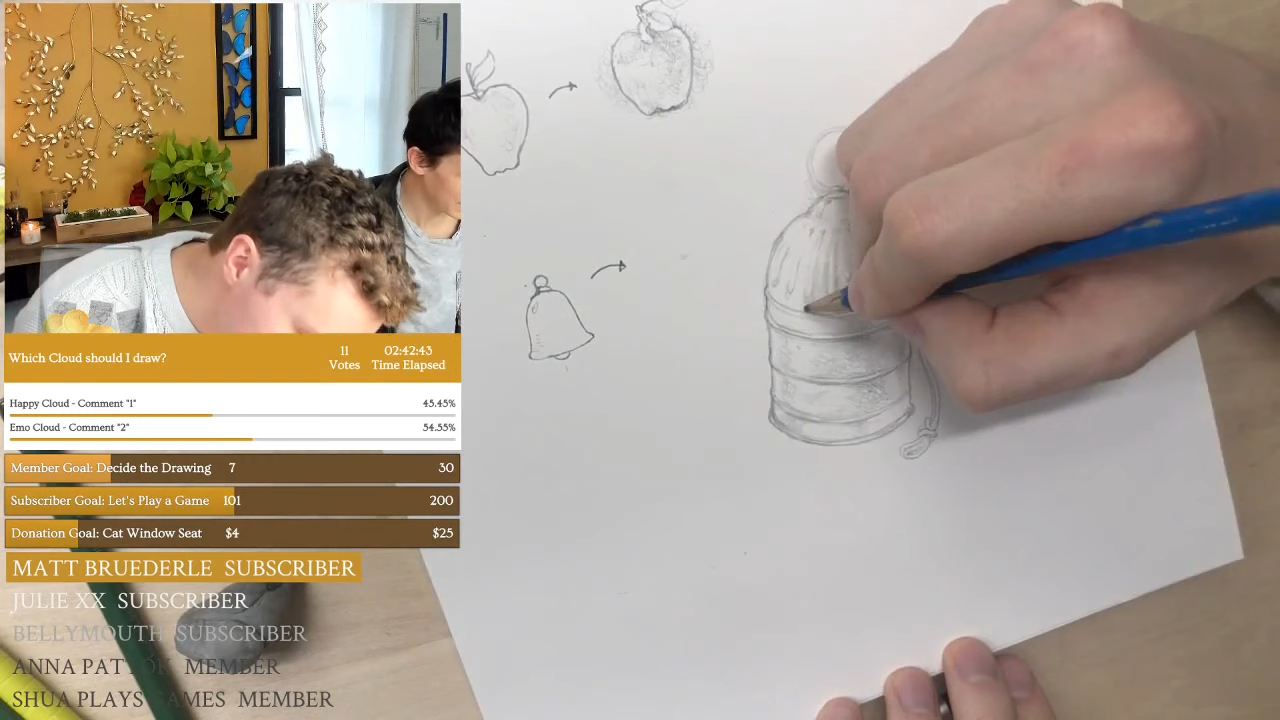 Which Cloud should I draw?
11 02:42:43
Votes Time Elapsed
Happy Cloud - Comment "1" 45.45%
Emo Cloud - Comment "2" 54.55%
Member Goal: Decide the Drawing 7 30
Subscriber Goal: Let's Play a Game 101 200
Donation Goal: Cat Window Seat $4 $25
MATT BRUEDERLE SUBSCRIBER
JULIE XX SUBSCRIBER
BELLYMOUTH SUBSCRIBER
ANNA MEMBER
SHUA PLAYS MEMBER